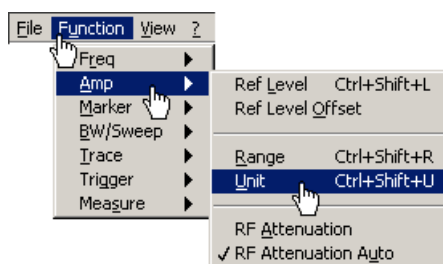 File Function View ?
Freq
Amp
Marker
BW/Sweep
Trace
Trigger
Measure
Ref Level Ctrl+Shift+L
Ref Level Offset
Range Ctrl+Shift+R
Unit Ctrl+Shift+U
RF Attenuation
✓ RF Attenuation Auto